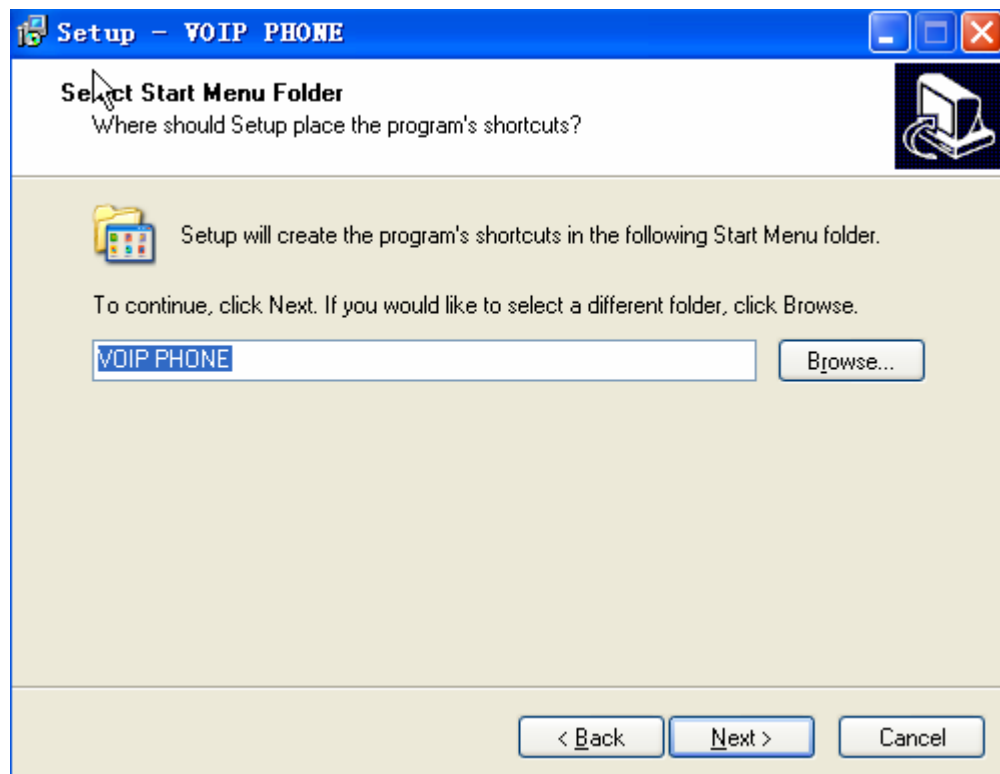 Setup - VOIP PHONE
Select Start Menu Folder
Where should Setup place the program's shortcuts?
Setup will create the program's shortcuts in the following Start Menu folder.
To continue, click Next. If you would like to select a different folder, click Browse.
VOIP PHONE
Browse...
< Back
Next >
Cancel